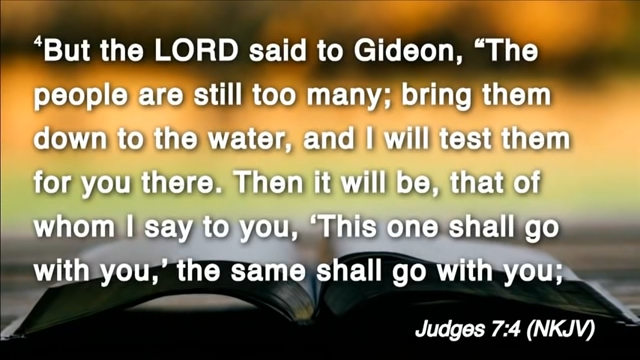 ⁴But the LORD said to Gideon, “The
people are still too many; bring them
down to the water, and I will test them
for you there. Then it will be, that of
whom I say to you, ‘This one shall go
with you,’ the same shall go with you;
Judges 7:4 (NKJV)